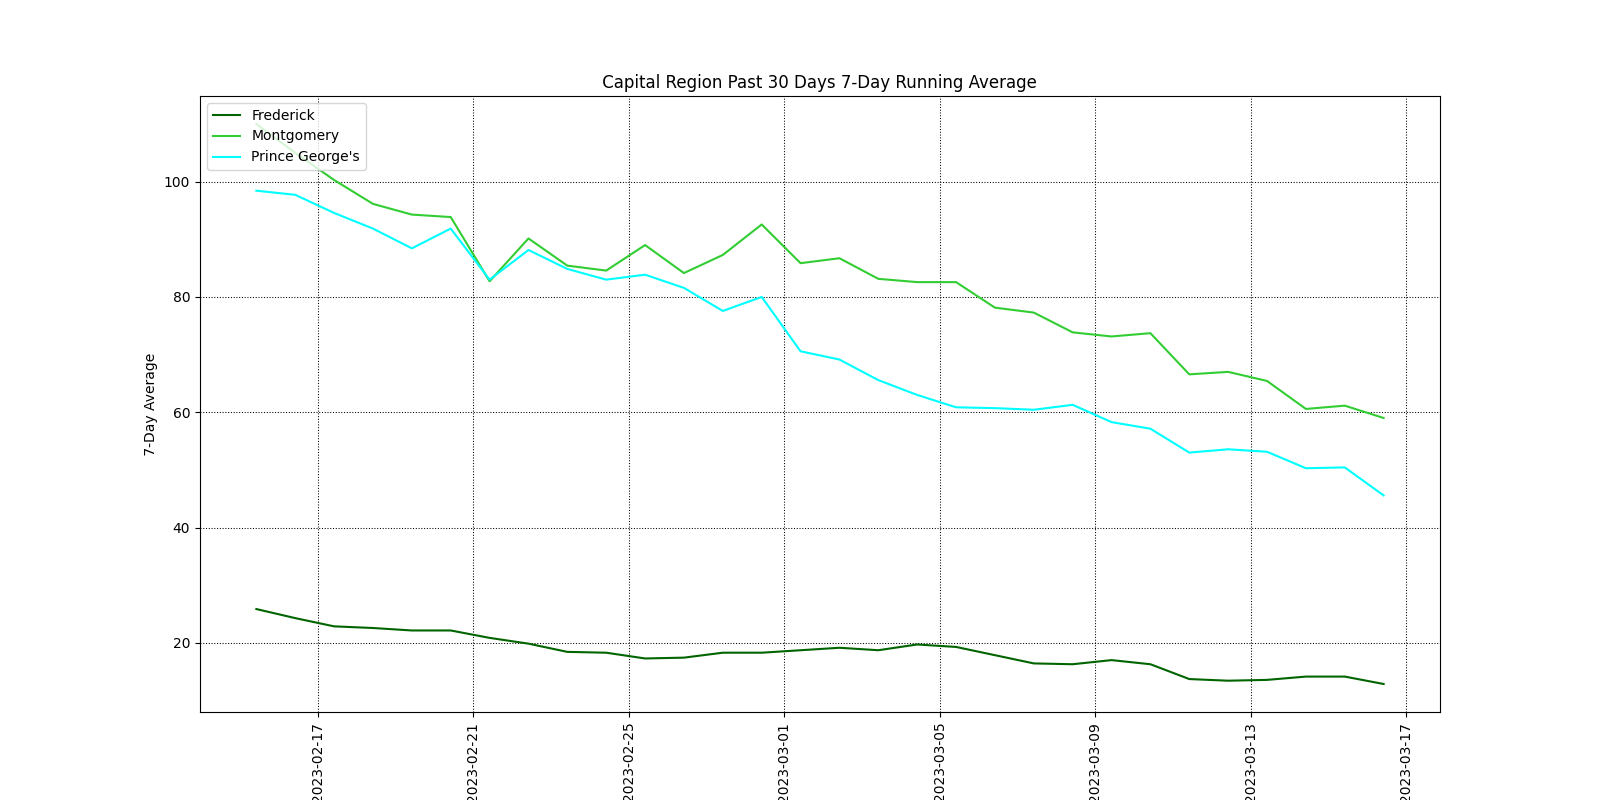 Capital Region Past 30 Days 7-Day Running Average
Frederick
Montgomery
Prince George's
100
80
60
40
20
7-Day Average
2023-02-17
2023-02-21
2023-02-25
2023-03-01
2023-03-05
2023-03-09
2023-03-13
2023-03-17